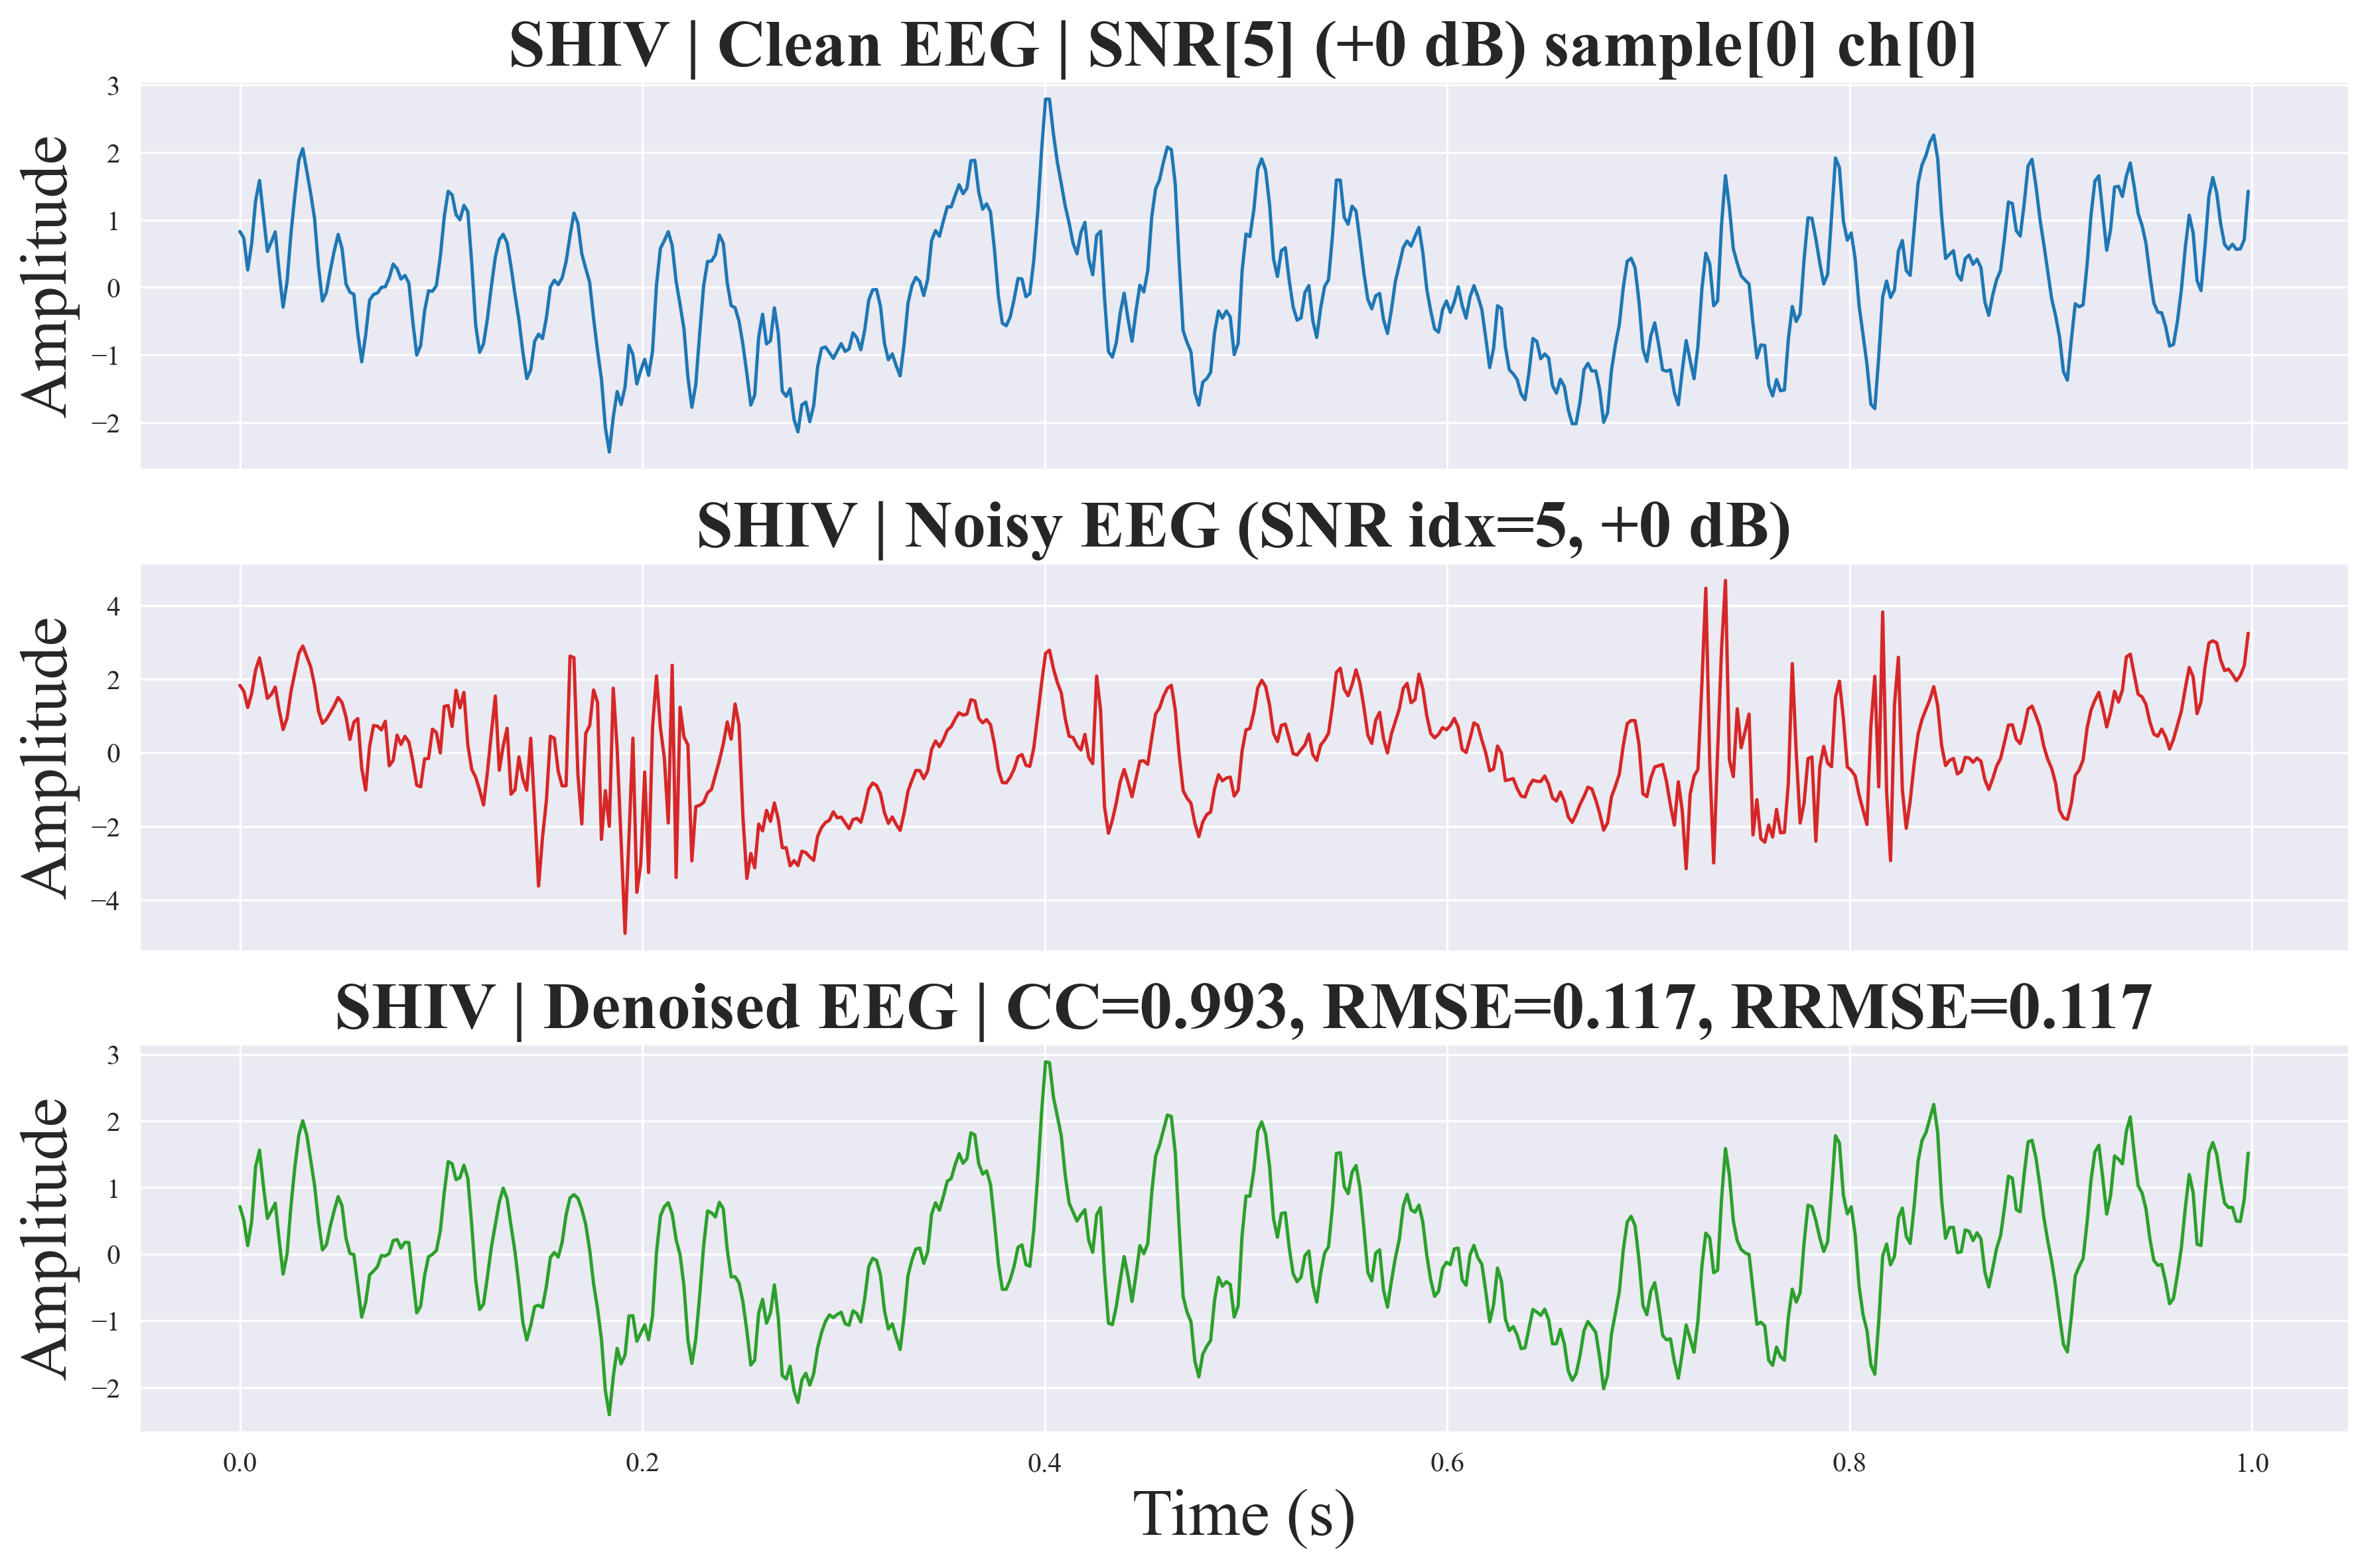 SHIV | Clean EEG | SNR[5] (+0 dB) sample[0] ch[0]
3
2
1
0
−1
−2
Amplitude
SHIV | Noisy EEG (SNR idx=5, +0 dB)
4
2
0
−2
−4
Amplitude
SHIV | Denoised EEG | CC=0.993, RMSE=0.117, RRMSE=0.117
3
2
1
0
−1
−2
Amplitude
0.0 0.2 0.4 0.6 0.8 1.0
Time (s)